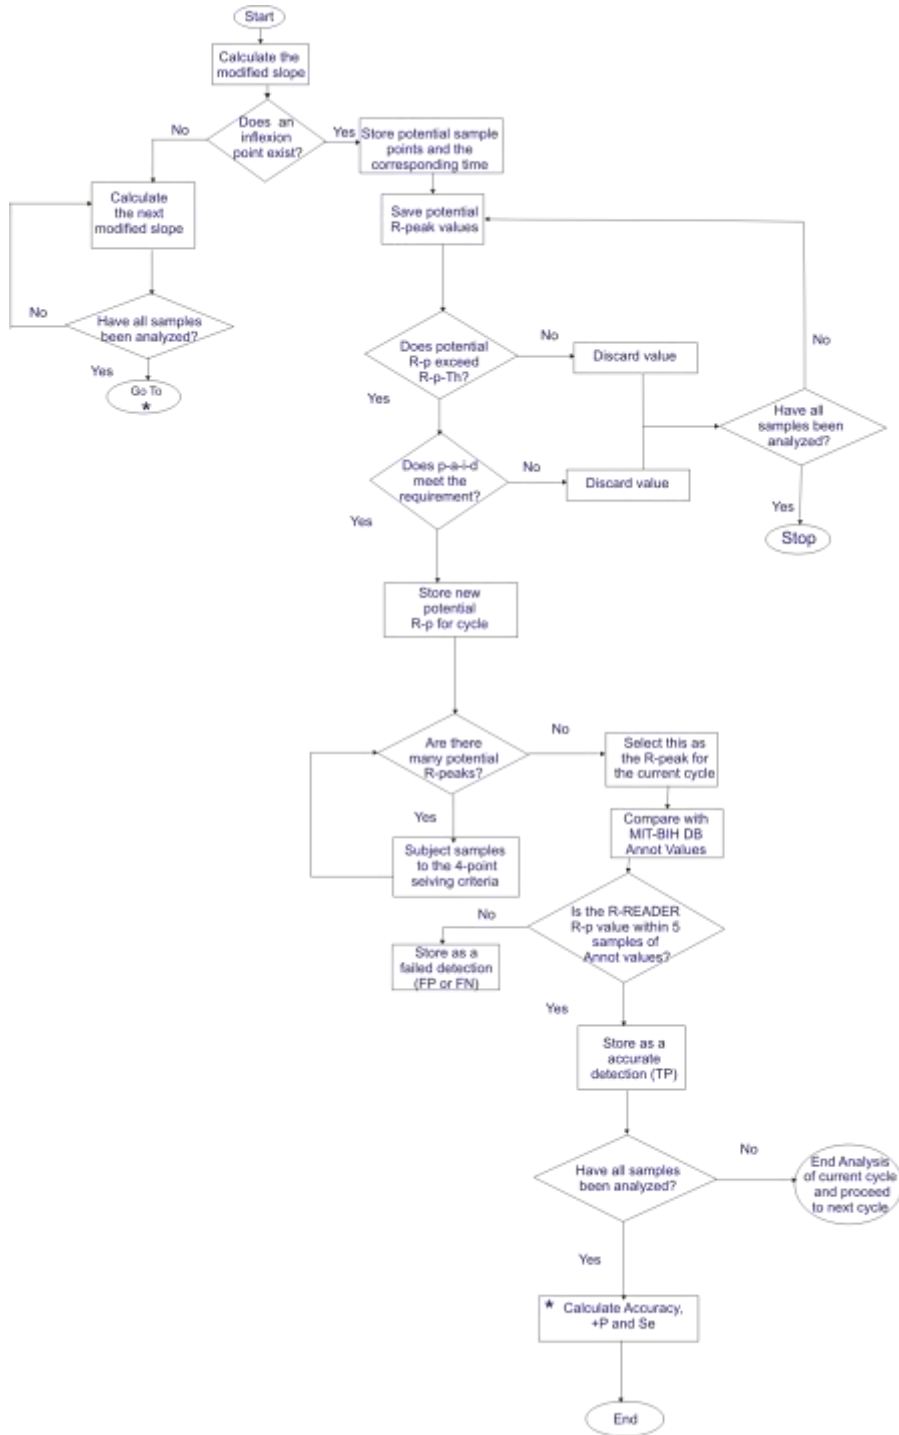 Start
Calculate the
modified slope
Does an
inflexion
point exist?
No
Yes
Store potential sample
points and the
corresponding time
Calculate
the next
modified slope
Save potential
R-peak values
No
Have all samples
been analyzed?
Yes
Go To
*
Does potential
R-p exceed
R-p-Th?
No
Discard value
Yes
No
Have all
samples been
analyzed?
Does p-a-i-d
meet the
requirement?
No
Discard value
Yes
Yes
Stop
Store new
potential
R-p for cycle
Are there
many potential
R-peaks?
No
Select this as
the R-peak for
the current cycle
Yes
Compare with
MIT-BIH DB
Annot Values
Subject samples
to the 4-point
seiving criteria
Is the R-READER
R-p value within 5
samples of
Annot values?
No
Store as a
failed detection
(FP or FN)
Yes
Store as a
accurate
detection (TP)
Have all samples
been analyzed?
No
End Analysis
of current cycle
and proceed
to next cycle
Yes
* Calculate Accuracy,
+P and Se
End